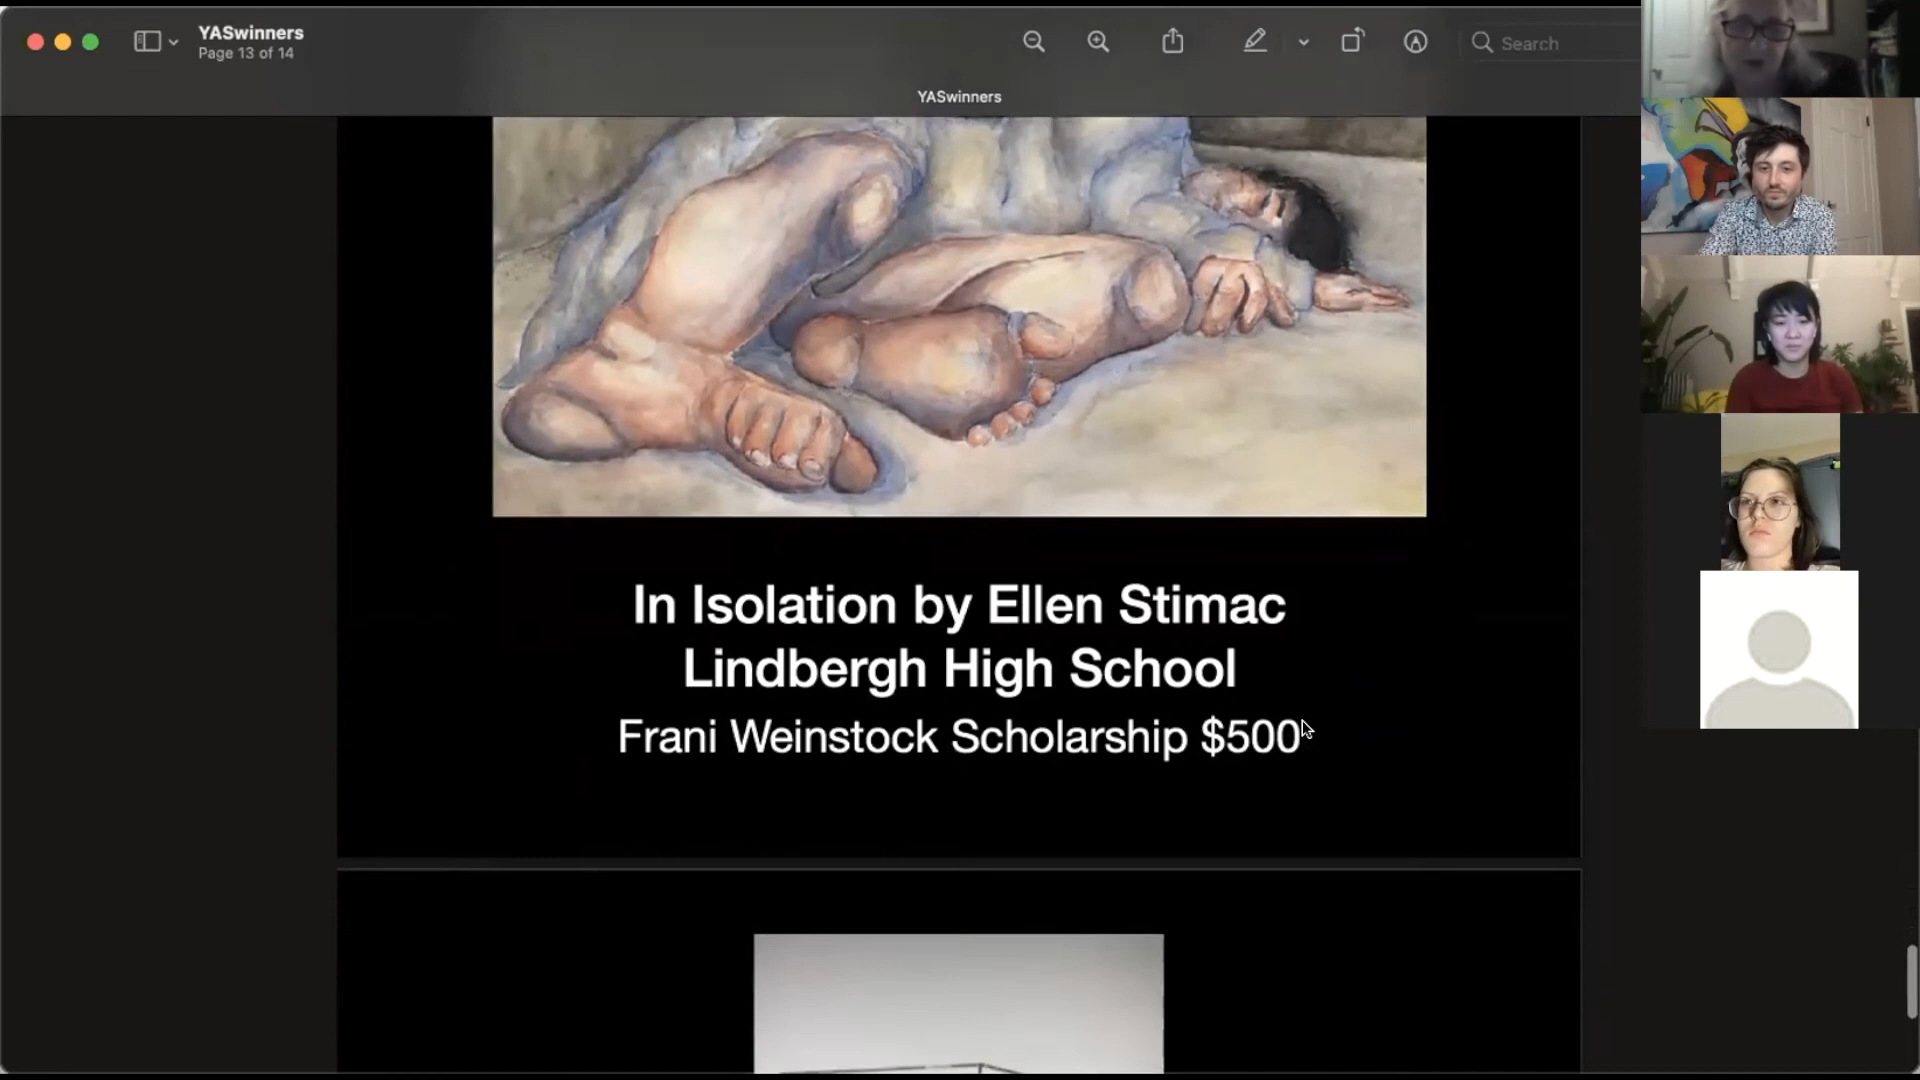 YASwinners
Page 13 of 14
Search
YASwinners
In Isolation by Ellen Stimac
Lindbergh High School
Frani Weinstock Scholarship $500